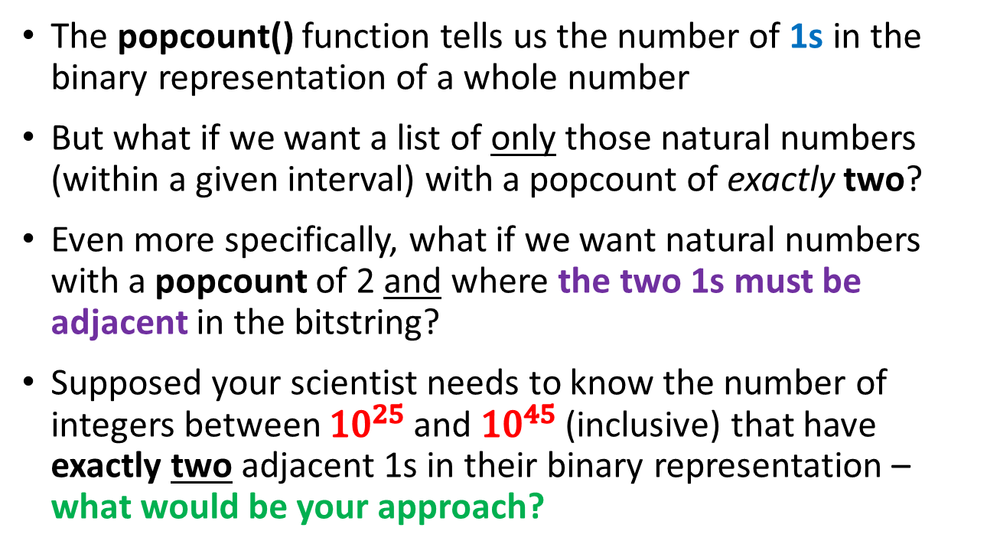 • The popcount() function tells us the number of 1s in the
binary representation of a whole number
• But what if we want a list of only those natural numbers
(within a given interval) with a popcount of exactly two?
• Even more specifically, what if we want natural numbers
with a popcount of 2 and where the two 1s must be
adjacent in the bitstring?
• Supposed your scientist needs to know the number of
integers between 10²⁵ and 10⁴⁵ (inclusive) that have
exactly two adjacent 1s in their binary representation –
what would be your approach?